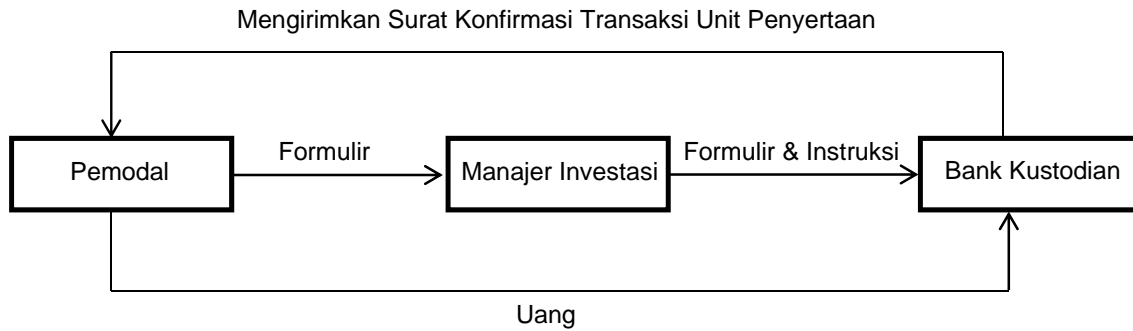 Mengirimkan Surat Konfirmasi Transaksi Unit Penyertaan
Formulir
Formulir & Instruksi
Pemodal
Manajer Investasi
Bank Kustodian
Uang